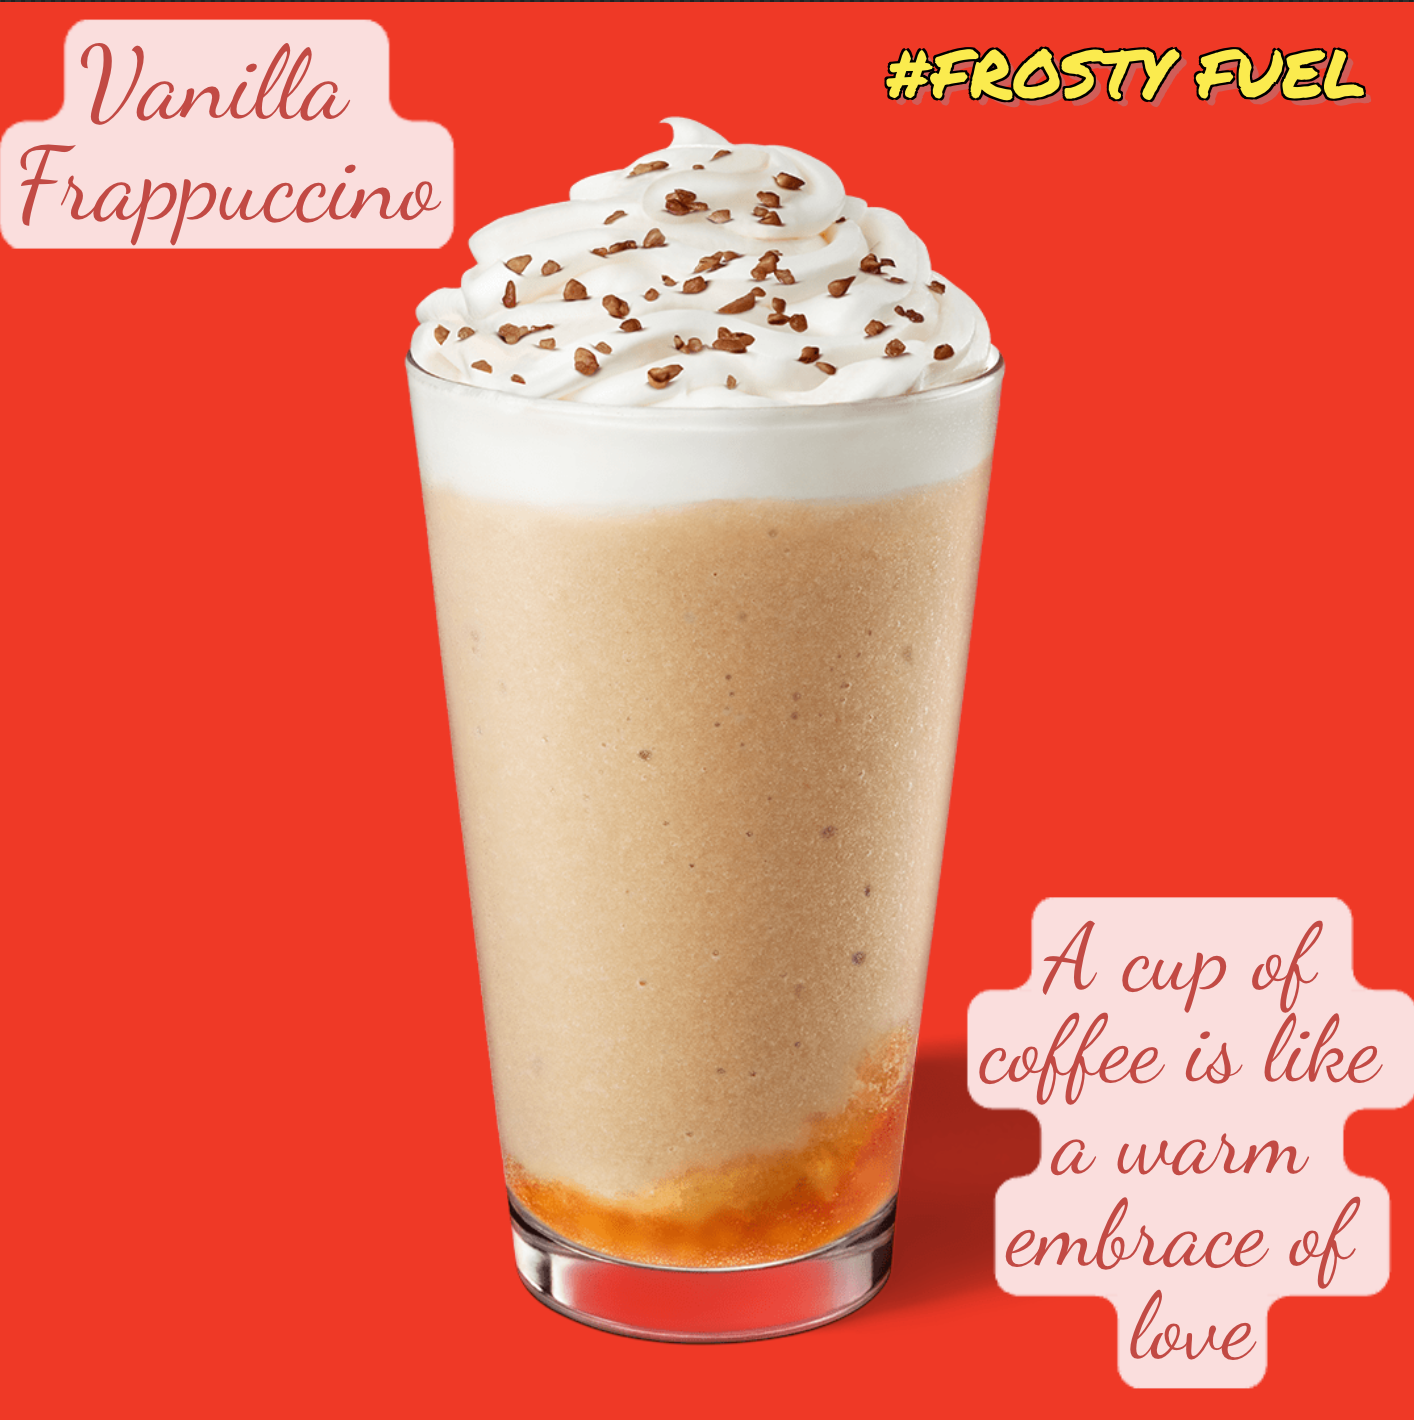 Vanilla
Frappuccino
#FROSTY FUEL
A cup of
coffee is like
a warm
embrace of
love